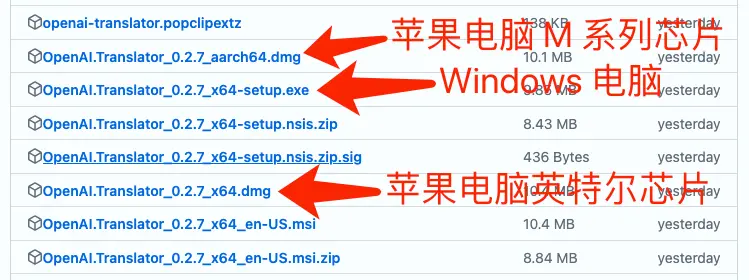 openai-translator.popclipextz 138 KB yesterday
苹果电脑 M 系列芯片
OpenAI.Translator_0.2.7_aarch64.dmg 10.1 MB yesterday
Windows 电脑
OpenAI.Translator_0.2.7_x64-setup.exe MB yesterday
OpenAI.Translator_0.2.7_x64-setup.nsis.zip 8.43 MB yesterday
OpenAI.Translator_0.2.7_x64-setup.nsis.zip.sig 436 Bytes yesterday
OpenAI.Translator_0.2.7_x64.dmg MB yesterday
苹果电脑英特尔芯片
OpenAI.Translator_0.2.7_x64_en-US.msi 10.4 MB yesterday
OpenAI.Translator_0.2.7_x64_en-US.msi.zip 8.84 MB yesterday